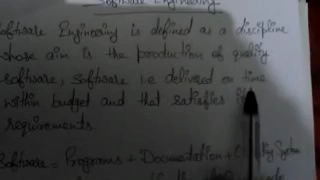 Software Engineering
Software Engineering is defined as a discipline
whose aim is the production of quality
software, software i.e delivered on time
within budget and that satisfies
requirements.
Software = Programs + Documentation + System